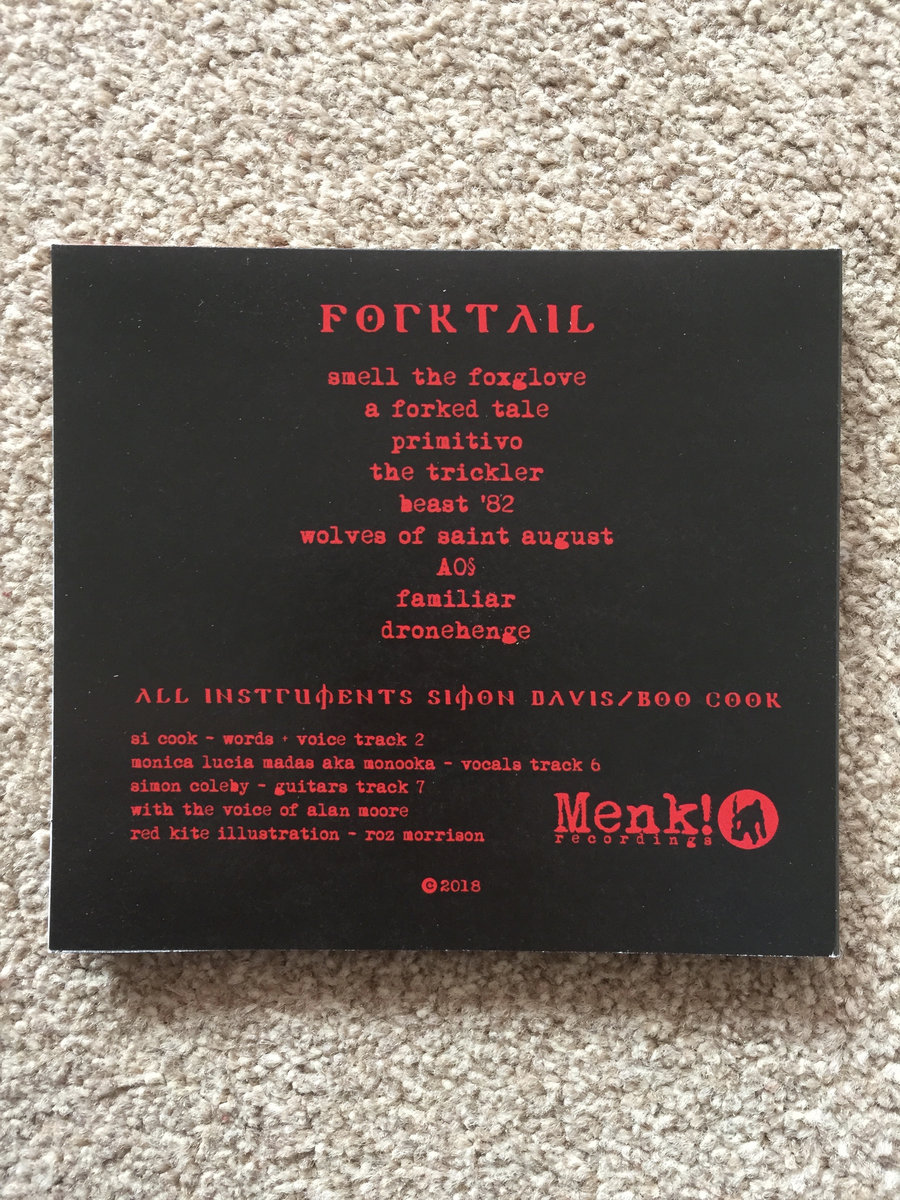 FORKTAIL
smell the foxglove
a forked tale
primitivo
the trickler
beast '82
wolves of saint august
AOS
familiar
dronehenge
ALL INSTRUMENTS SIMON DAVIS/BOO COOK
si cook - words + voice track 2
monica lucia madas aka monooka - vocals track 6
simon coleby - guitars track 7
with the voice of alan moore
red kite illustration - roz morrison
Menk!
recordings
©2018